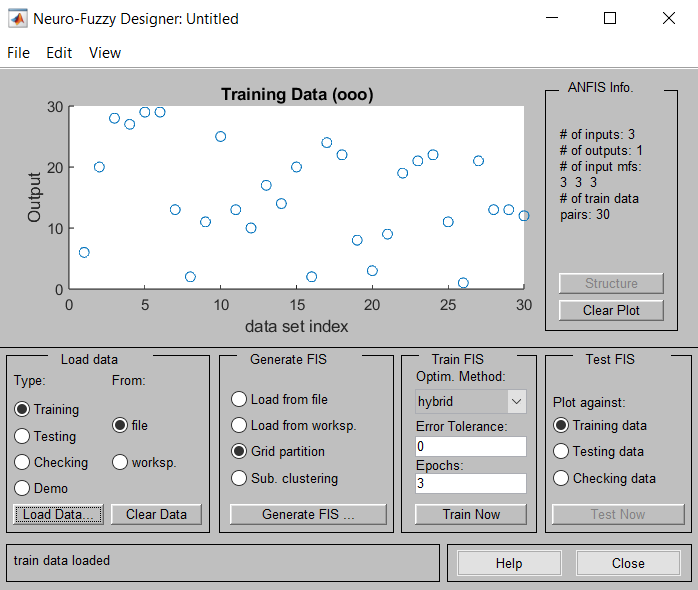 Neuro-Fuzzy Designer: Untitled
File Edit View
Training Data (ooo)
30
20
10
0
Output
0 5 10 15 20 25 30
data set index
ANFIS Info.
# of inputs: 3
# of outputs: 1
# of input mfs:
3 3 3
# of train data
pairs: 30
Structure
Clear Plot
Load data
Type: From:
Training
file
Testing
Checking
worksp.
Demo
Load Data... Clear Data
Generate FIS
Load from file
Load from worksp.
Grid partition
Sub. clustering
Generate FIS ...
Train FIS
Optim. Method:
hybrid
Error Tolerance:
0
Epochs:
3
Train Now
Test FIS
Plot against:
Training data
Testing data
Checking data
Test Now
train data loaded
Help Close